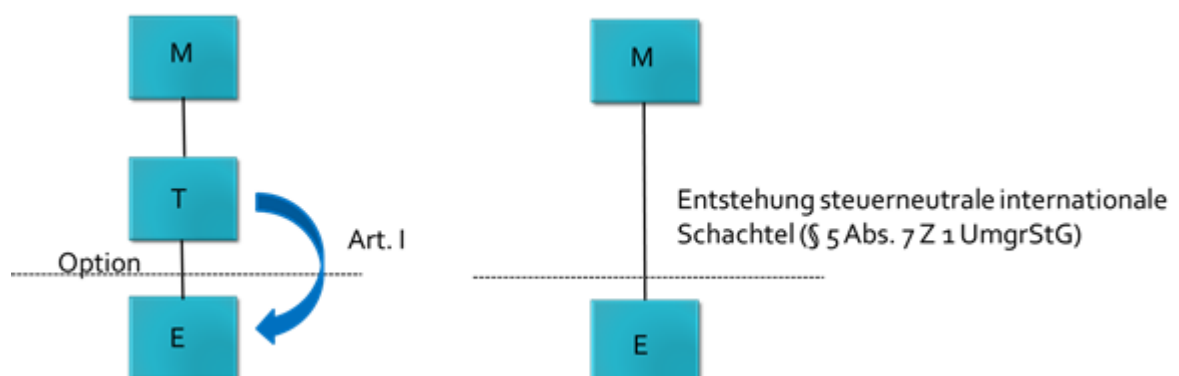 M
T
Option
Art. I
E
M
Entstehung steuerneutrale internationale
Schachtel (§ 5 Abs. 7 Z 1 UmgrStG)
E